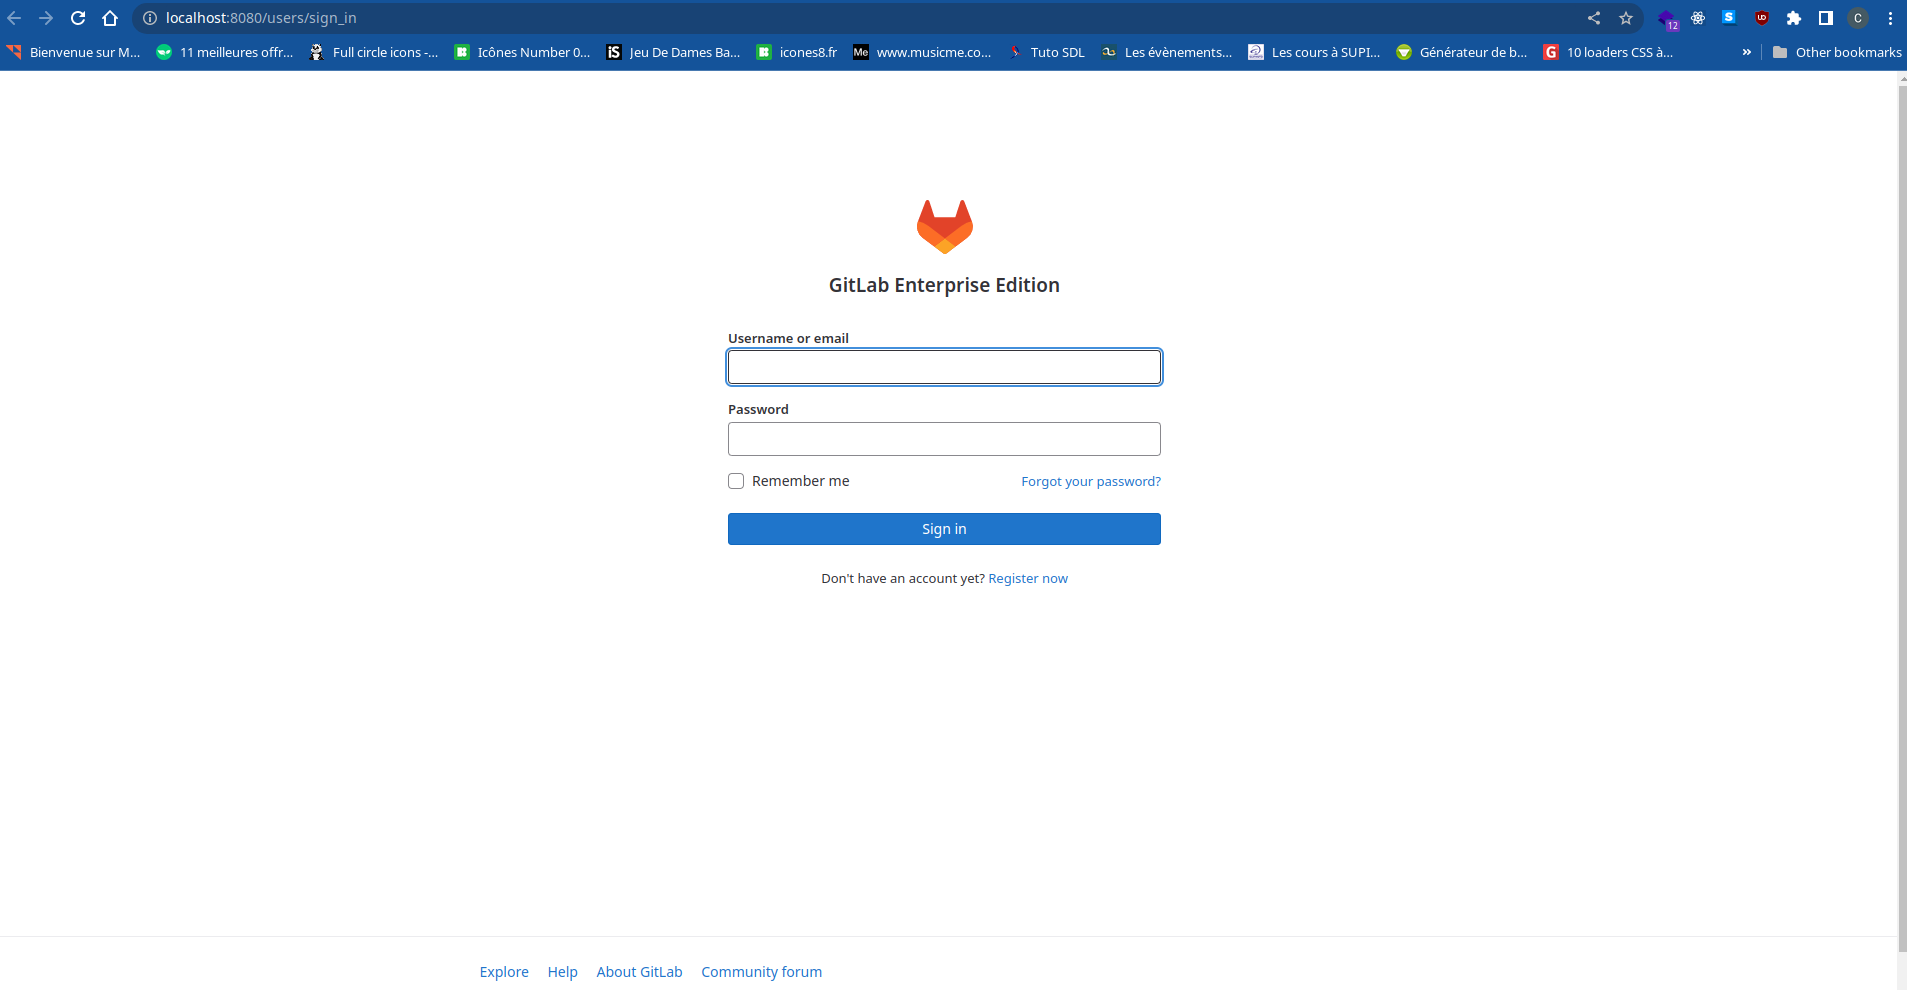 localhost:8080/users/sign_in
12
C
Bienvenue sur M... 11 meilleures offr... Full circle icons -... Icônes Number 0... iS Jeu De Dames Ba... icones8.fr Me www.musicme.co... Tuto SDL Les évènements... Les cours à SUPI... Générateur de b... G 10 loaders CSS à... » Other bookmarks
GitLab Enterprise Edition
Username or email
Password
Remember me Forgot your password?
Sign in
Don't have an account yet? Register now
Explore Help About GitLab Community forum